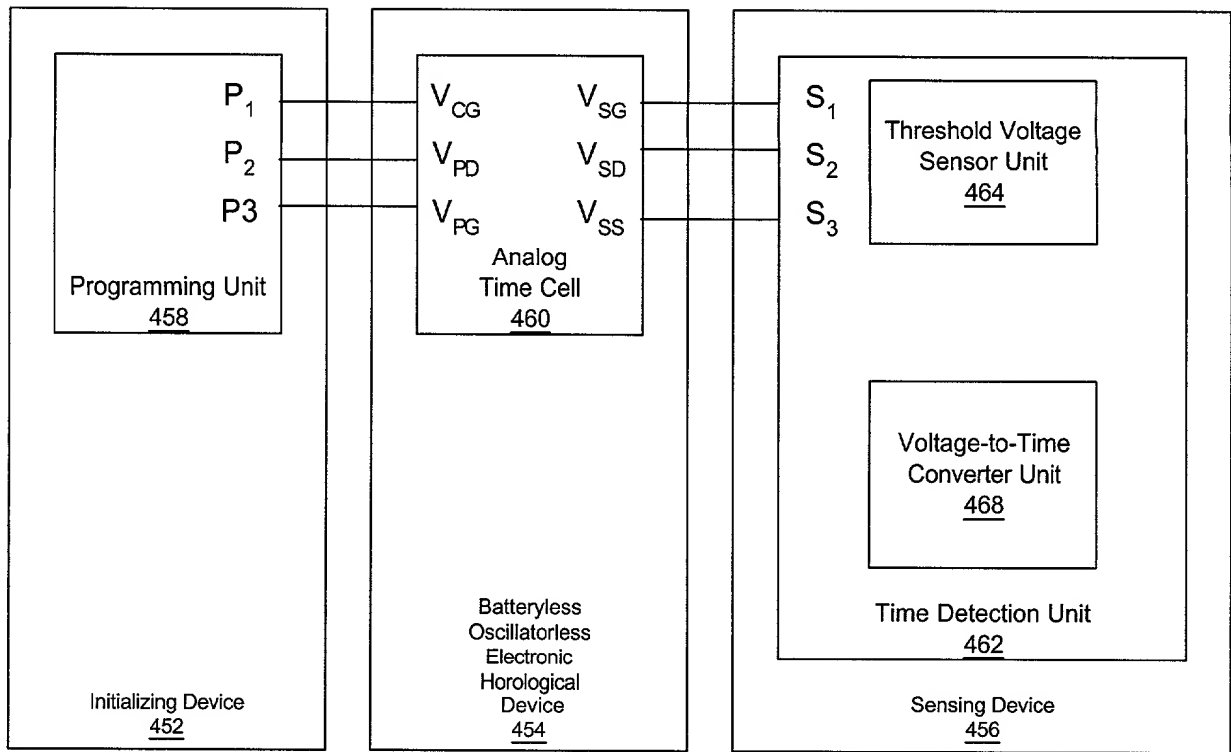 P1
P2
P3
Programming Unit
458
Initializing Device
452
VCG
VPD
VPG
VSG
VSD
VSS
Analog
Time Cell
460
Batteryless
Oscillatorless
Electronic
Horological
Device
454
S1
S2
S3
Threshold Voltage
Sensor Unit
464
Voltage-to-Time
Converter Unit
468
Time Detection Unit
462
Sensing Device
456